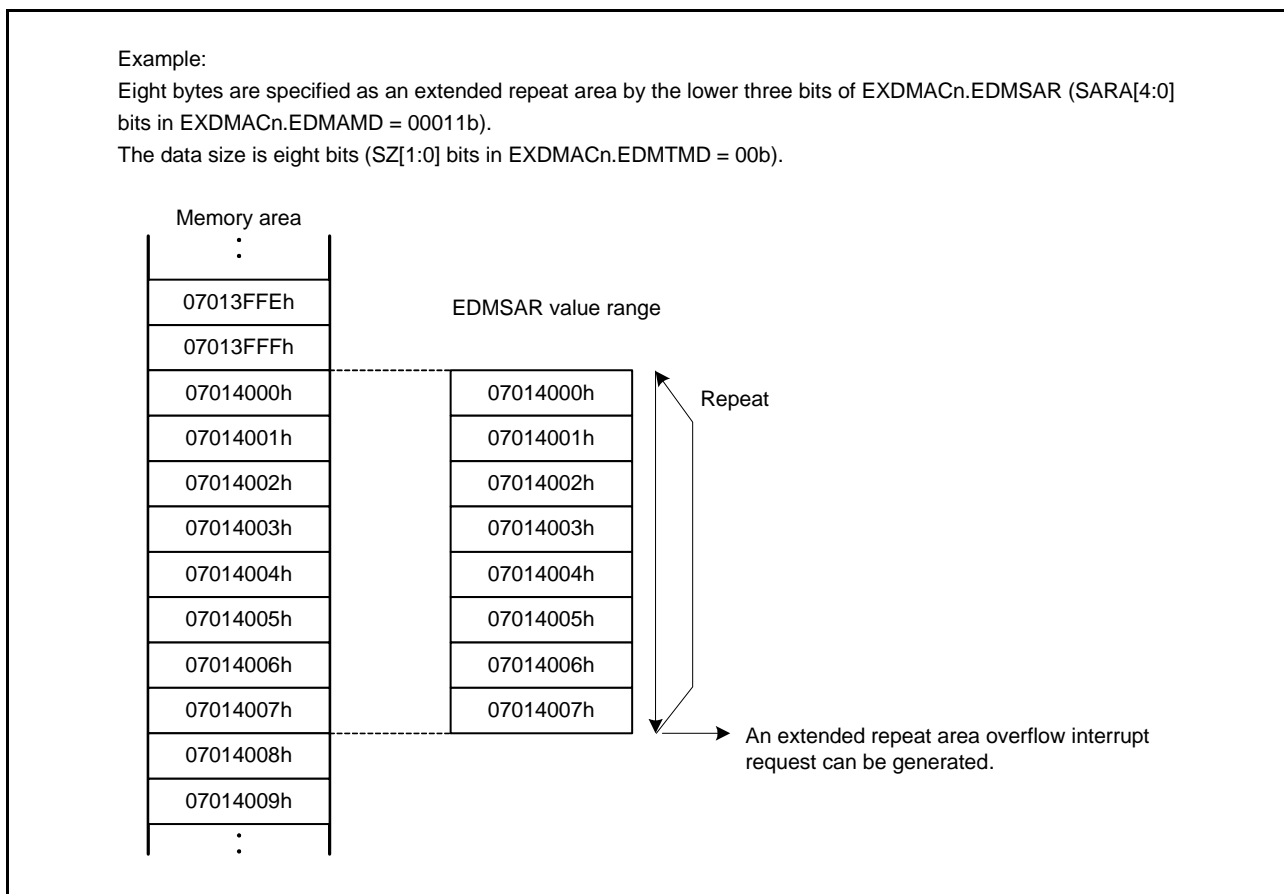 Example:
Eight bytes are specified as an extended repeat area by the lower three bits of EXDMACn.EDMSAR (SARA[4:0]
bits in EXDMACn.EDMAMD = 00011b).
The data size is eight bits (SZ[1:0] bits in EXDMACn.EDMTMD = 00b).
Memory area
07013FFEh
07013FFFh
07014000h
07014001h
07014002h
07014003h
07014004h
07014005h
07014006h
07014007h
07014008h
07014009h
EDMSAR value range
07014000h
07014001h
07014002h
07014003h
07014004h
07014005h
07014006h
07014007h
Repeat
An extended repeat area overflow interrupt
request can be generated.